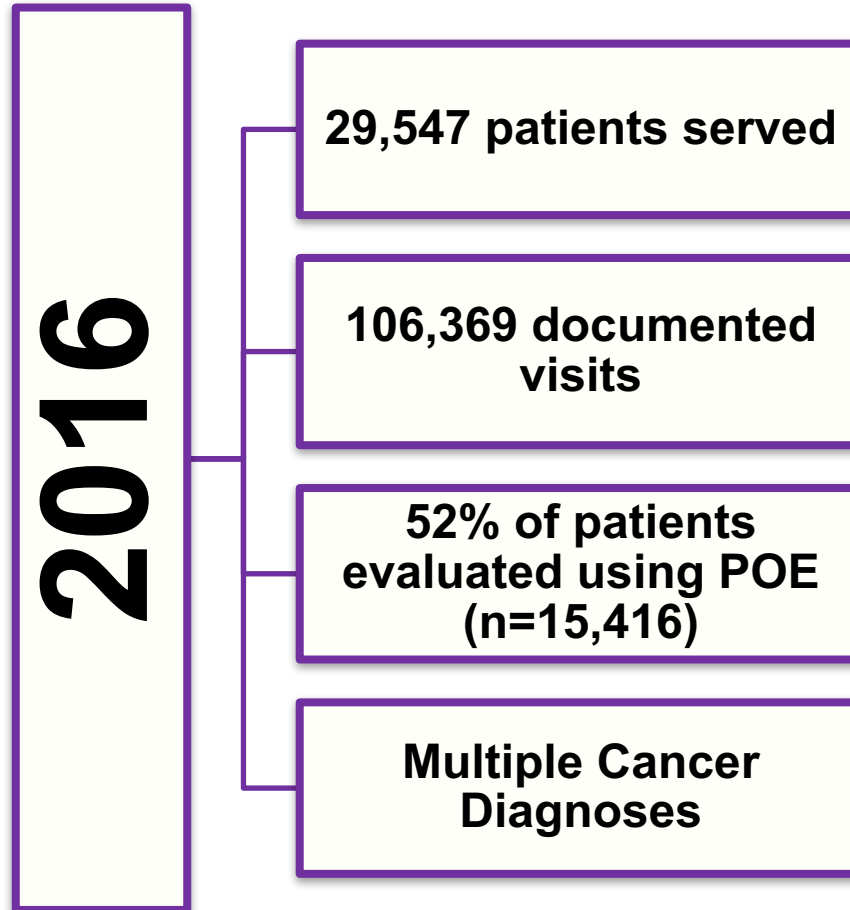 2016
29,547 patients served
106,369 documented
visits
52% of patients
evaluated using POE
(n=15,416)
Multiple Cancer
Diagnoses